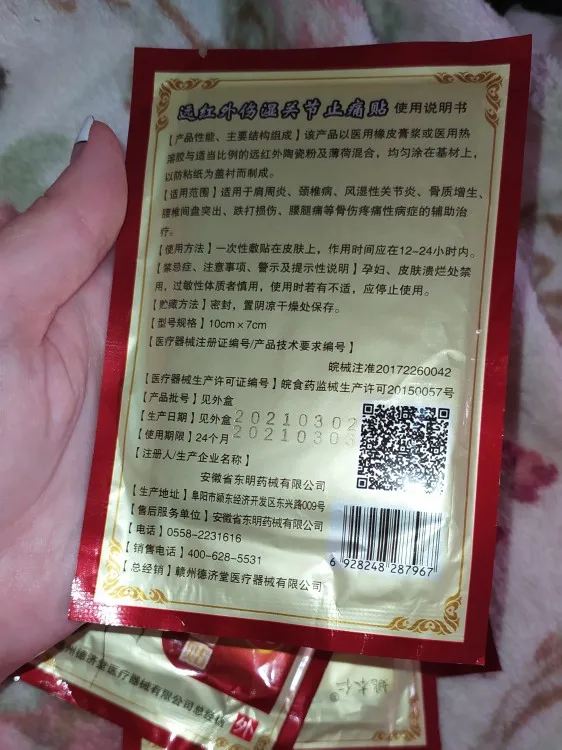 远红外伤湿关节止痛贴 使用说明书
【产品性能、主要结构组成】该产品以医用橡皮膏浆或医用热
溶胶与适当比例的远红外陶瓷粉及薄荷混合，均匀涂在基材上，
以防粘纸为盖衬而制成。
【适用范围】适用于肩周炎、颈椎病、风湿性关节炎、骨质增生、
腰椎间盘突出、跌打损伤、腰腿痛等骨伤疼痛性病症的辅助治
疗。
【使用方法】一次性敷贴在皮肤上，作用时间应在12-24小时内。
【禁忌症、注意事项、警示及提示性说明】孕妇、皮肤溃烂处禁
用，过敏性体质者慎用，使用时若有不适，应停止使用。
【贮藏方法】密封，置阴凉干燥处保存。
【型号规格】10cm×7cm
【医疗器械注册证编号/产品技术要求编号】
皖械注准20172260042
【医疗器械生产许可证编号】皖食药监械生产许可20150057号
【产品批号】见外盒
【生产日期】见外盒 20210302
【使用期限】24个月 20210303
【注册人/生产企业名称】
安徽省东明药械有限公司
【生产地址】阜阳市颍东经济开发区东兴路009号
【售后服务单位】安徽省东明药械有限公司
【电话】0558-2231616
【销售电话】400-628-5531
【总经销】赣州德济堂医疗器械有限公司
6 928248 287967
州德济堂医疗器械有限公司总经销